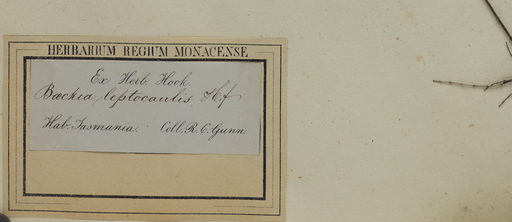 HERBARIUM REGIUM MONACENSE
Ex Herb. Hook.
Baeckia leptocaulis Hf
Hab. Tasmania. Coll. R. C. Gunn